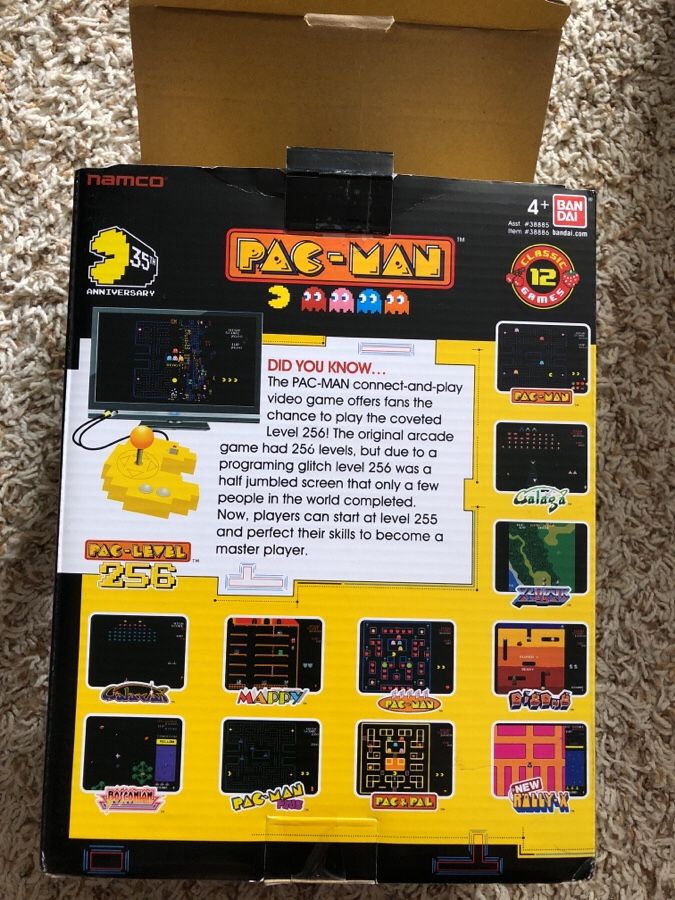 namco
4+
BAN
DAI
Asst. #38885
Item #38886 bandai.com
35TH
ANNIVERSARY
PAC-MAN™
CLASSIC
12
GAMES
DID YOU KNOW...
The PAC-MAN connect-and-play
video game offers fans the
chance to play the coveted
Level 256! The original arcade
game had 256 levels, but due to a
programing glitch level 256 was a
half jumbled screen that only a few
people in the world completed.
Now, players can start at level 255
and perfect their skills to become a
master player.
PAC-LEVEL™
256
PAC-MAN
Galaga
XEVIOUS
Galaxian
MAPPY
PAC-MAN
DIG DUG
BOSCONIAN
PAC-MAN
PLUS
PAC & PAL
NEW
RALLY-X